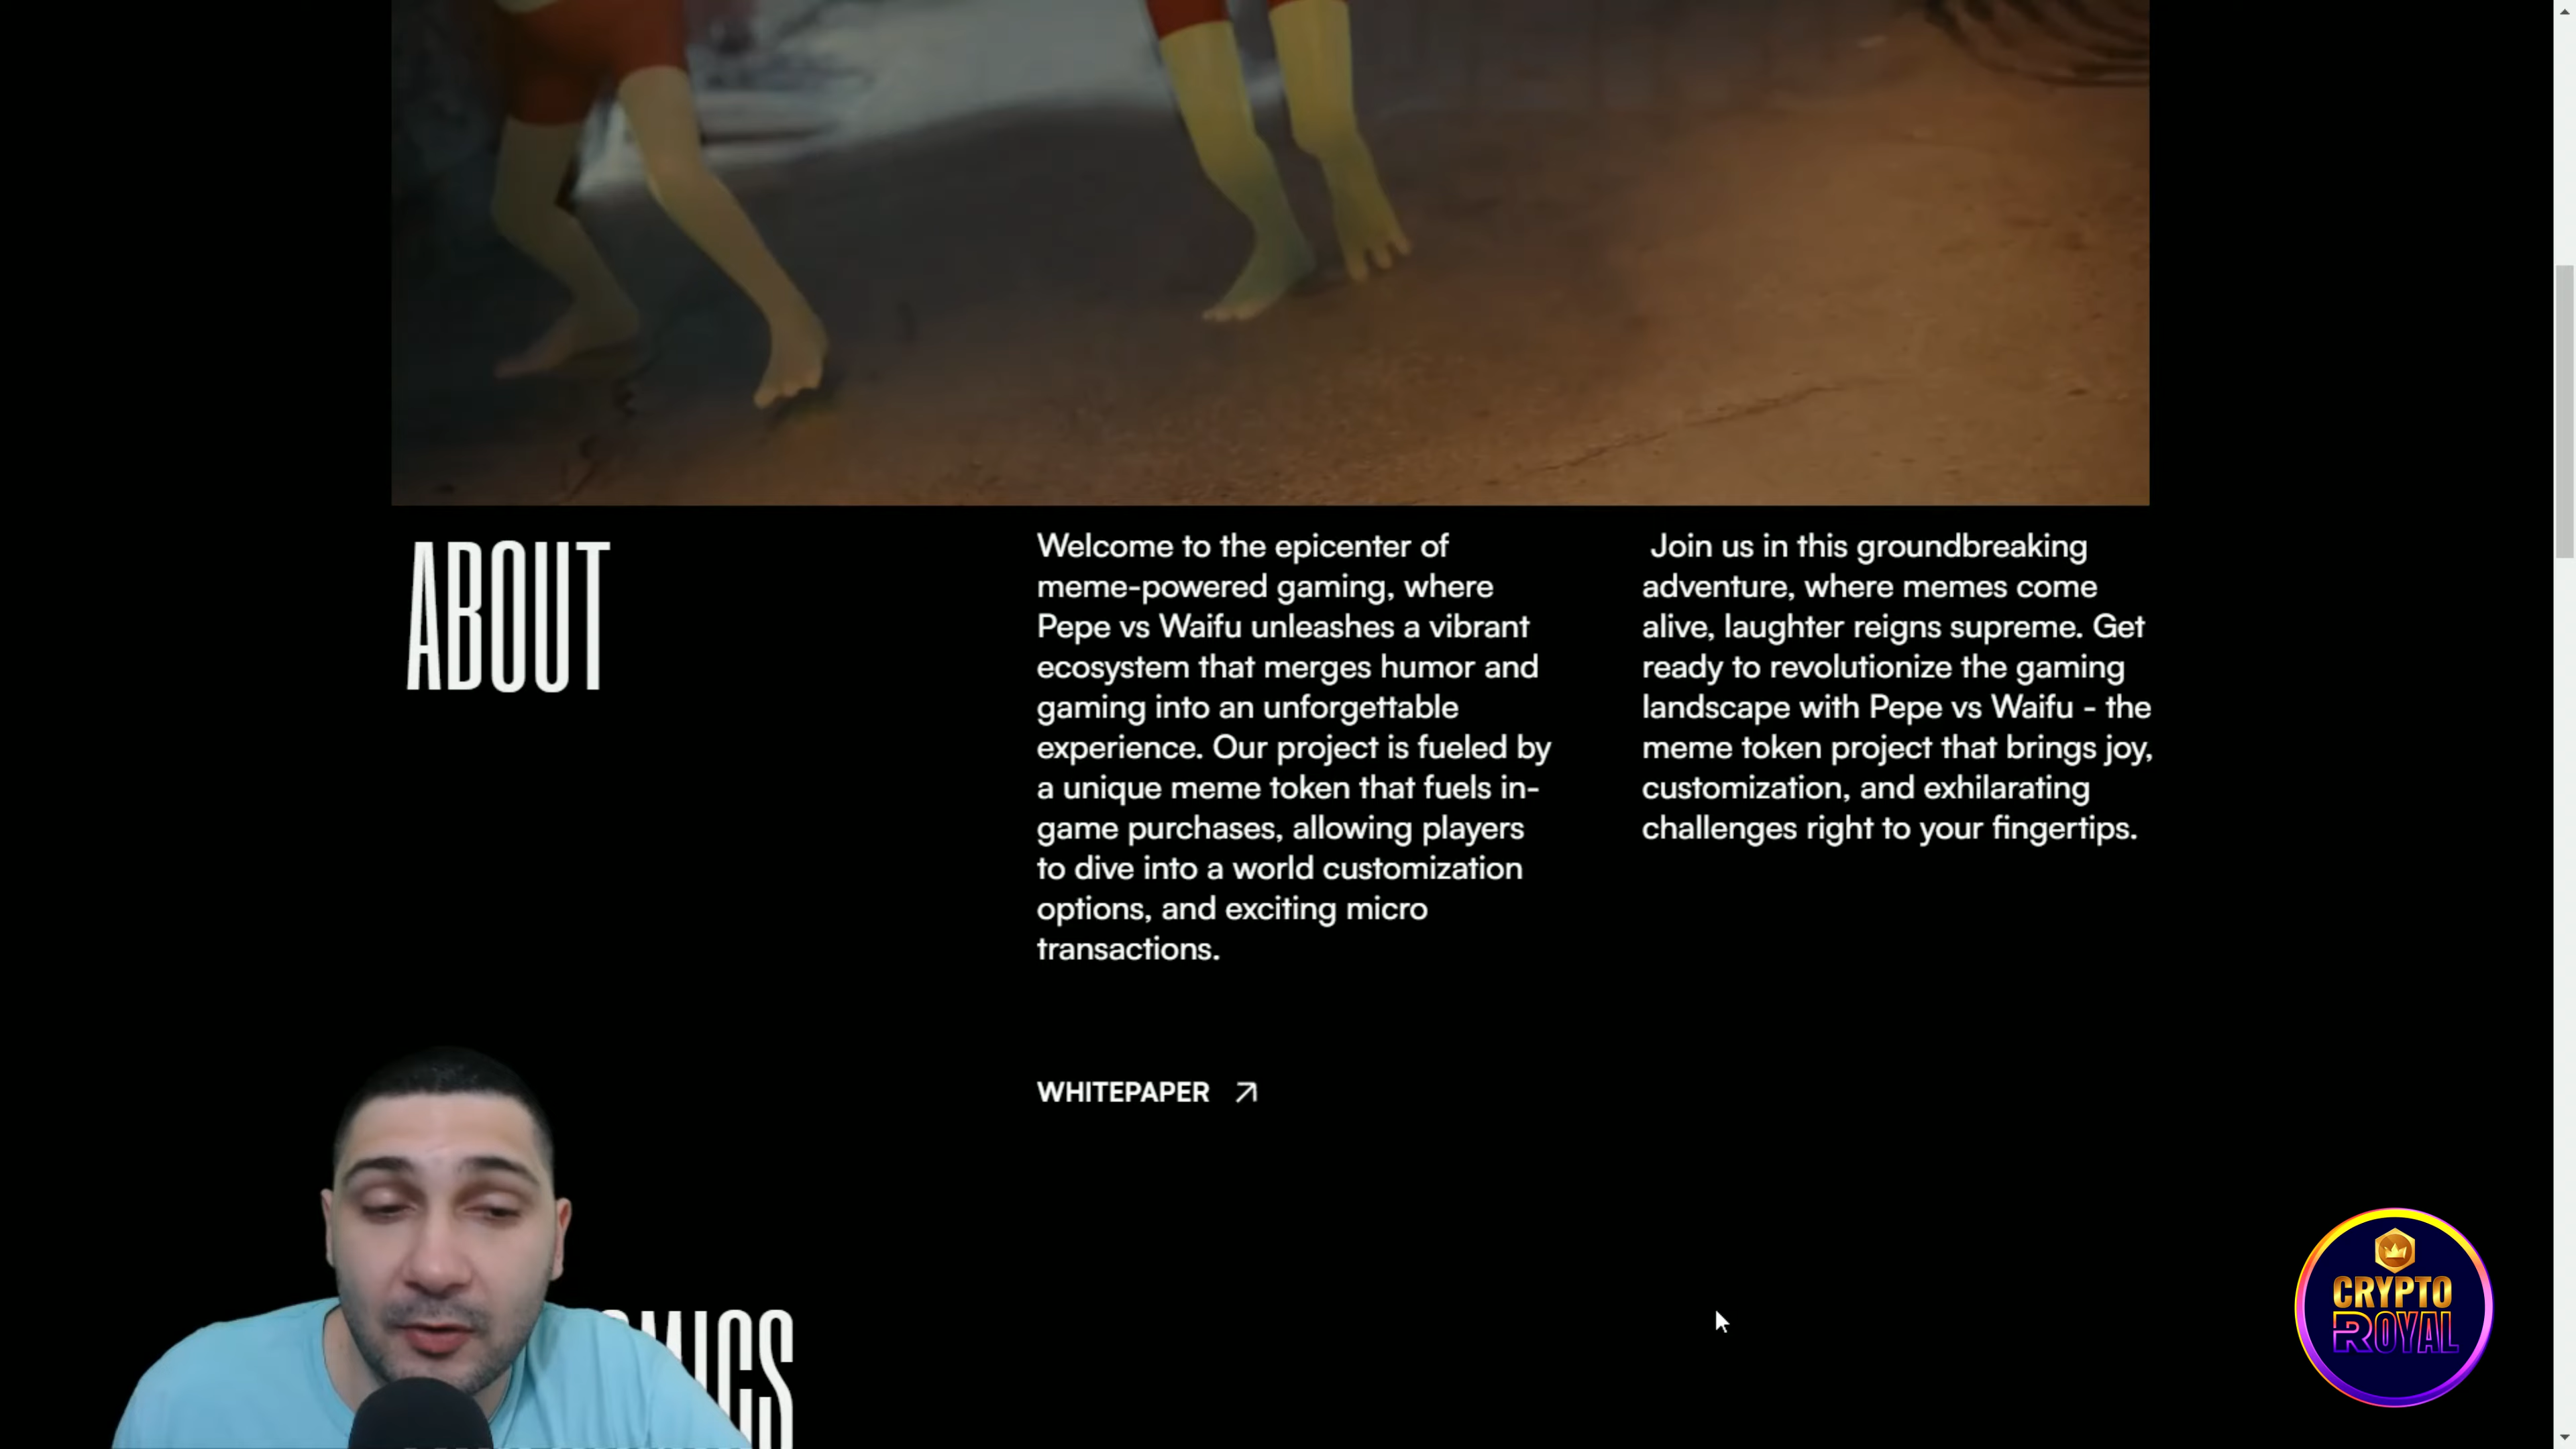 ABOUT
Welcome to the epicenter of
meme-powered gaming, where
Pepe vs Waifu unleashes a vibrant
ecosystem that merges humor and
gaming into an unforgettable
experience. Our project is fueled by
a unique meme token that fuels in-
game purchases, allowing players
to dive into a world customization
options, and exciting micro
transactions.
Join us in this groundbreaking
adventure, where memes come
alive, laughter reigns supreme. Get
ready to revolutionize the gaming
landscape with Pepe vs Waifu - the
meme token project that brings joy,
customization, and exhilarating
challenges right to your fingertips.
WHITEPAPER
CRYPTO
ROYAL